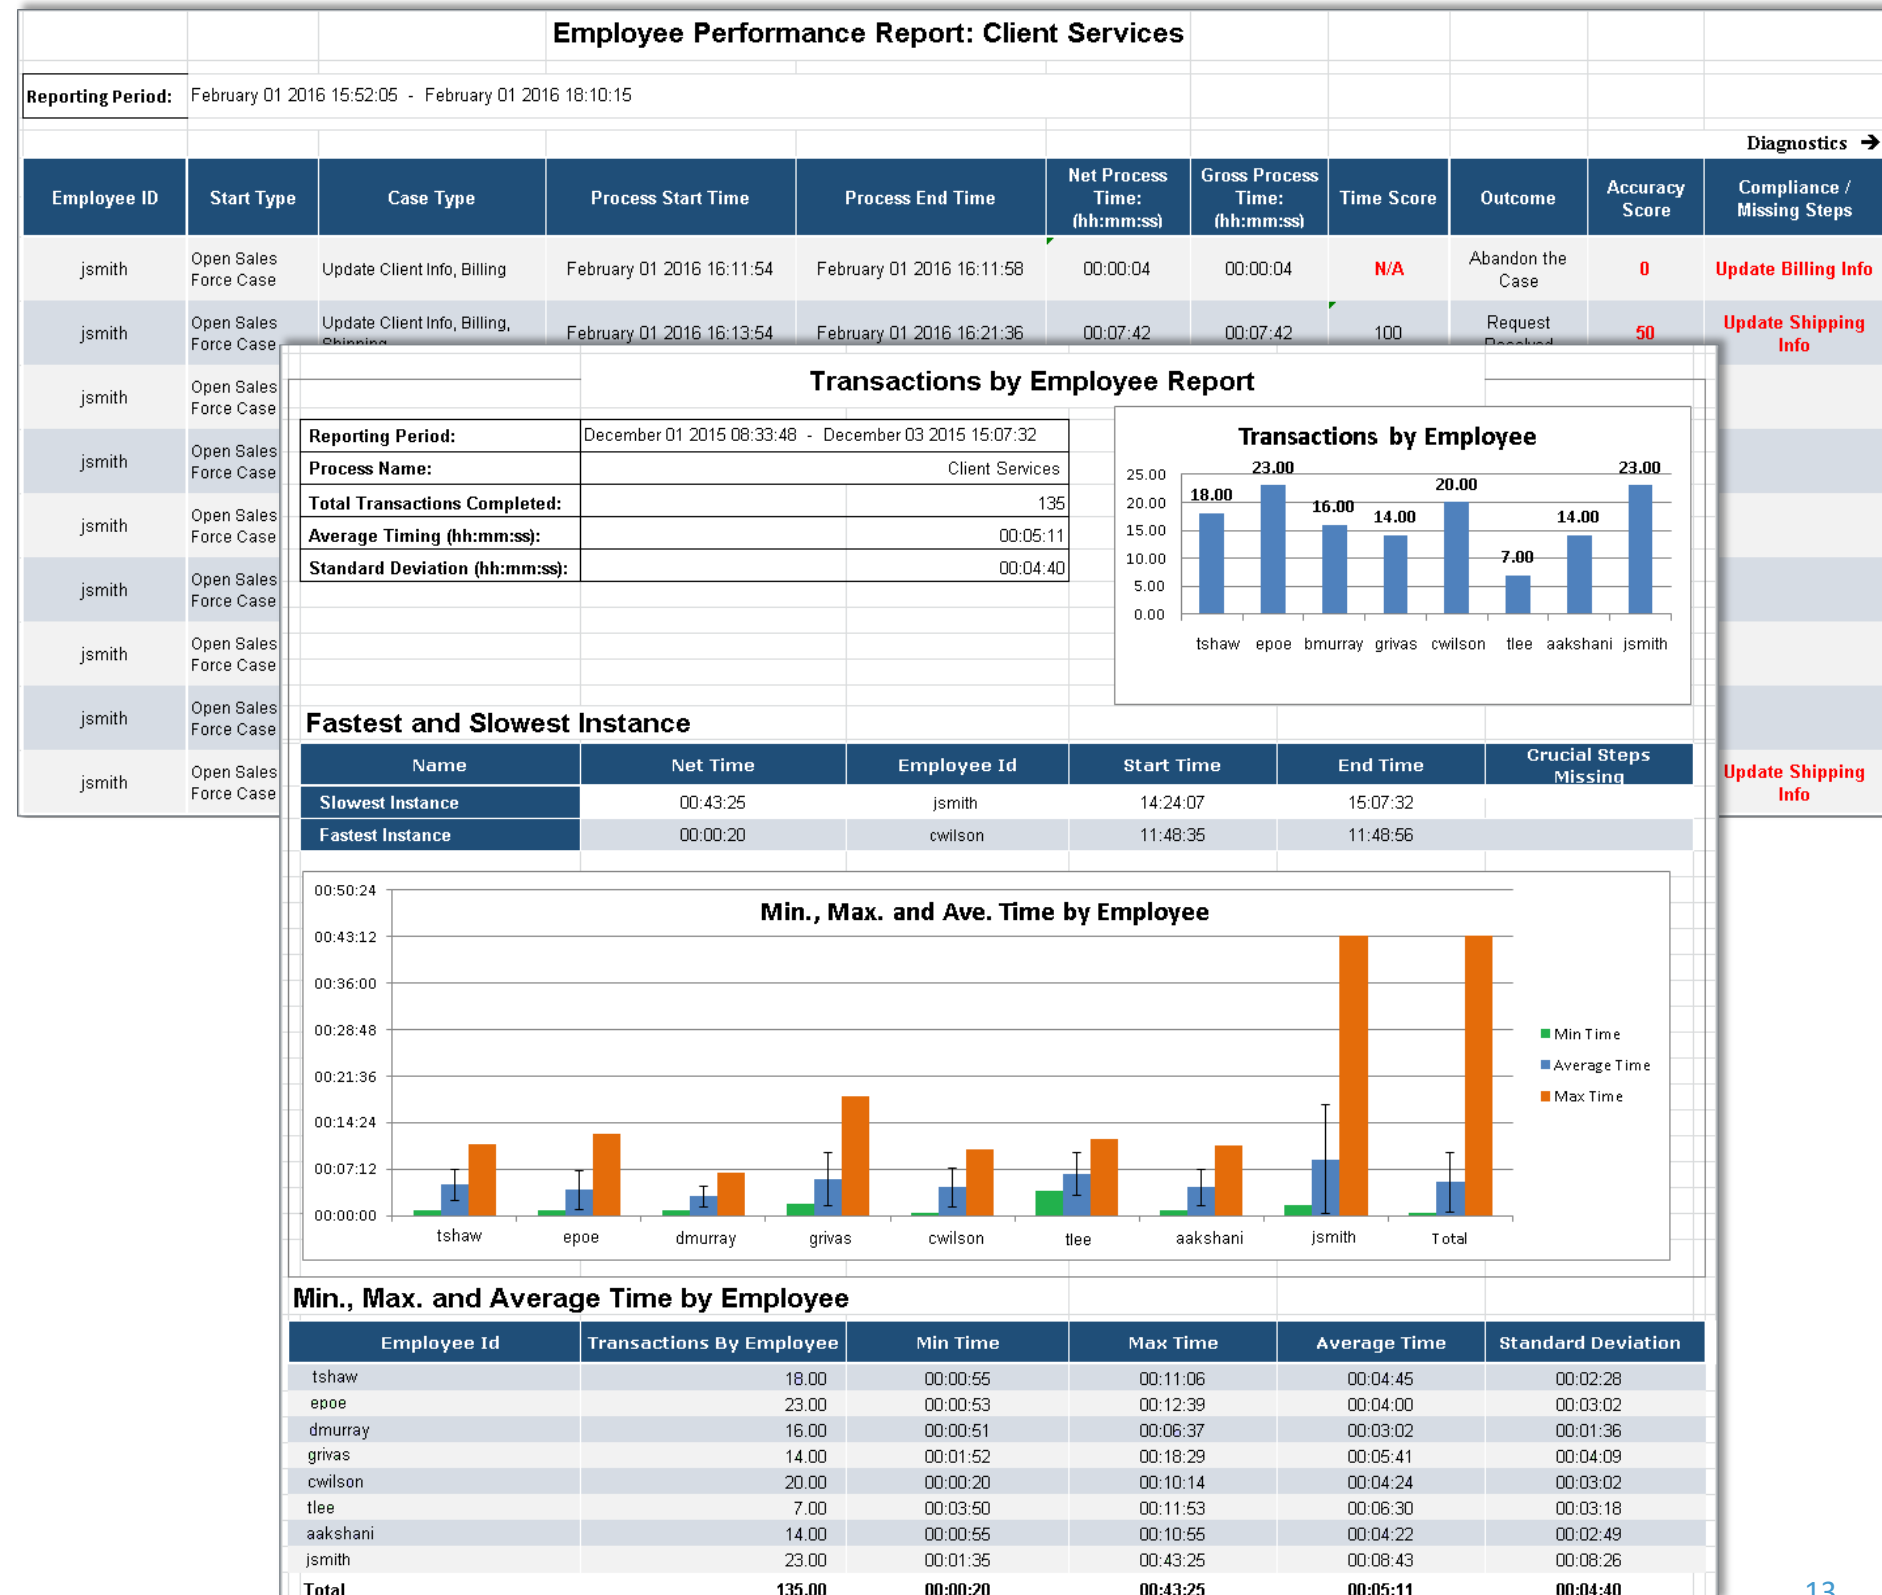 Employee Performance Report: Client Services
Reporting Period: February 01 2016 15:52:05 - February 01 2016 18:10:15
Diagnostics →
Employee ID Start Type Case Type Process Start Time Process End Time Net Process Time: (hh:mm:ss) Gross Process Time: (hh:mm:ss) Time Score Outcome Accuracy Score Compliance / Missing Steps
jsmith Open Sales Force Case Update Client Info, Billing February 01 2016 16:11:54 February 01 2016 16:11:58 00:00:04 00:00:04 N/A Abandon the Case 0 Update Billing Info
jsmith Open Sales Force Case Update Client Info, Billing, Shipping February 01 2016 16:13:54 February 01 2016 16:21:36 00:07:42 00:07:42 100 Request Resolved 50 Update Shipping Info
jsmith Open Sales Force Case
jsmith Open Sales Force Case
jsmith Open Sales Force Case
jsmith Open Sales Force Case
jsmith Open Sales Force Case
jsmith Open Sales Force Case
jsmith Open Sales Force Case Update Shipping Info
Transactions by Employee Report
Reporting Period: December 01 2015 08:33:48 - December 03 2015 15:07:32
Process Name: Client Services
Total Transactions Completed: 135
Average Timing (hh:mm:ss): 00:05:11
Standard Deviation (hh:mm:ss): 00:04:40
Transactions by Employee
25.00
20.00
15.00
10.00
5.00
0.00
18.00 23.00 16.00 14.00 20.00 7.00 14.00 23.00
tshaw epoe bmurray grivas cwilson tlee aakshani jsmith
Fastest and Slowest Instance
Name Net Time Employee Id Start Time End Time Crucial Steps Missing
Slowest Instance 00:43:25 jsmith 14:24:07 15:07:32
Fastest Instance 00:00:20 cwilson 11:48:35 11:48:56
Min., Max. and Ave. Time by Employee
00:50:24
00:43:12
00:36:00
00:28:48
00:21:36
00:14:24
00:07:12
00:00:00
tshaw epoe dmurray grivas cwilson tlee aakshani jsmith Total
Min Time
Average Time
Max Time
Min., Max. and Average Time by Employee
Employee Id Transactions By Employee Min Time Max Time Average Time Standard Deviation
tshaw 18.00 00:00:55 00:11:06 00:04:45 00:02:28
epoe 23.00 00:00:53 00:12:39 00:04:00 00:03:02
dmurray 16.00 00:00:51 00:06:37 00:03:02 00:01:36
grivas 14.00 00:01:52 00:18:29 00:05:41 00:04:09
cwilson 20.00 00:00:20 00:10:14 00:04:24 00:03:02
tlee 7.00 00:03:50 00:11:53 00:06:30 00:03:18
aakshani 14.00 00:00:55 00:10:55 00:04:22 00:02:49
jsmith 23.00 00:01:35 00:43:25 00:08:43 00:08:26
Total 135.00 00:00:20 00:43:25 00:05:11 00:04:40
13